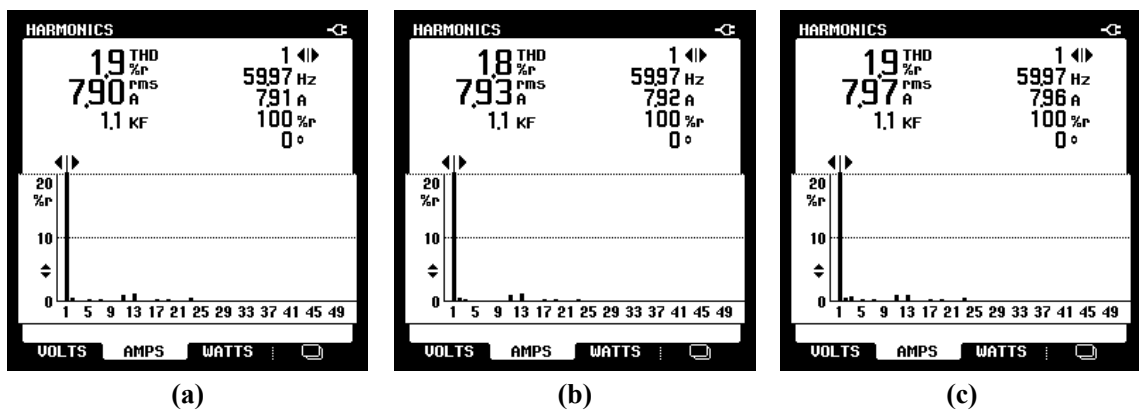 HARMONICS
1.9 THD %r
7.90 rms A
1.1 KF
1
59.97 Hz
7.91 A
100 %r
0 °
20
%r
10
0
1 5 9 13 17 21 25 29 33 37 41 45 49
VOLTS AMPS WATTS
(a)
HARMONICS
1.8 THD %r
7.93 rms A
1.1 KF
1
59.97 Hz
7.92 A
100 %r
0 °
20
%r
10
0
1 5 9 13 17 21 25 29 33 37 41 45 49
VOLTS AMPS WATTS
(b)
HARMONICS
1.9 THD %r
7.97 rms A
1.1 KF
1
59.97 Hz
7.96 A
100 %r
0 °
20
%r
10
0
1 5 9 13 17 21 25 29 33 37 41 45 49
VOLTS AMPS WATTS
(c)